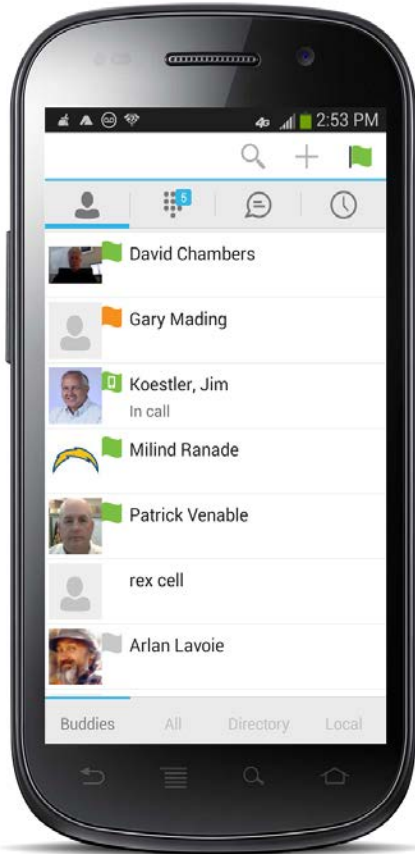 4G 2:53 PM
5
David Chambers
Gary Mading
Koestler, Jim
In call
Milind Ranade
Patrick Venable
rex cell
Arlan Lavoie
Buddies All Directory Local